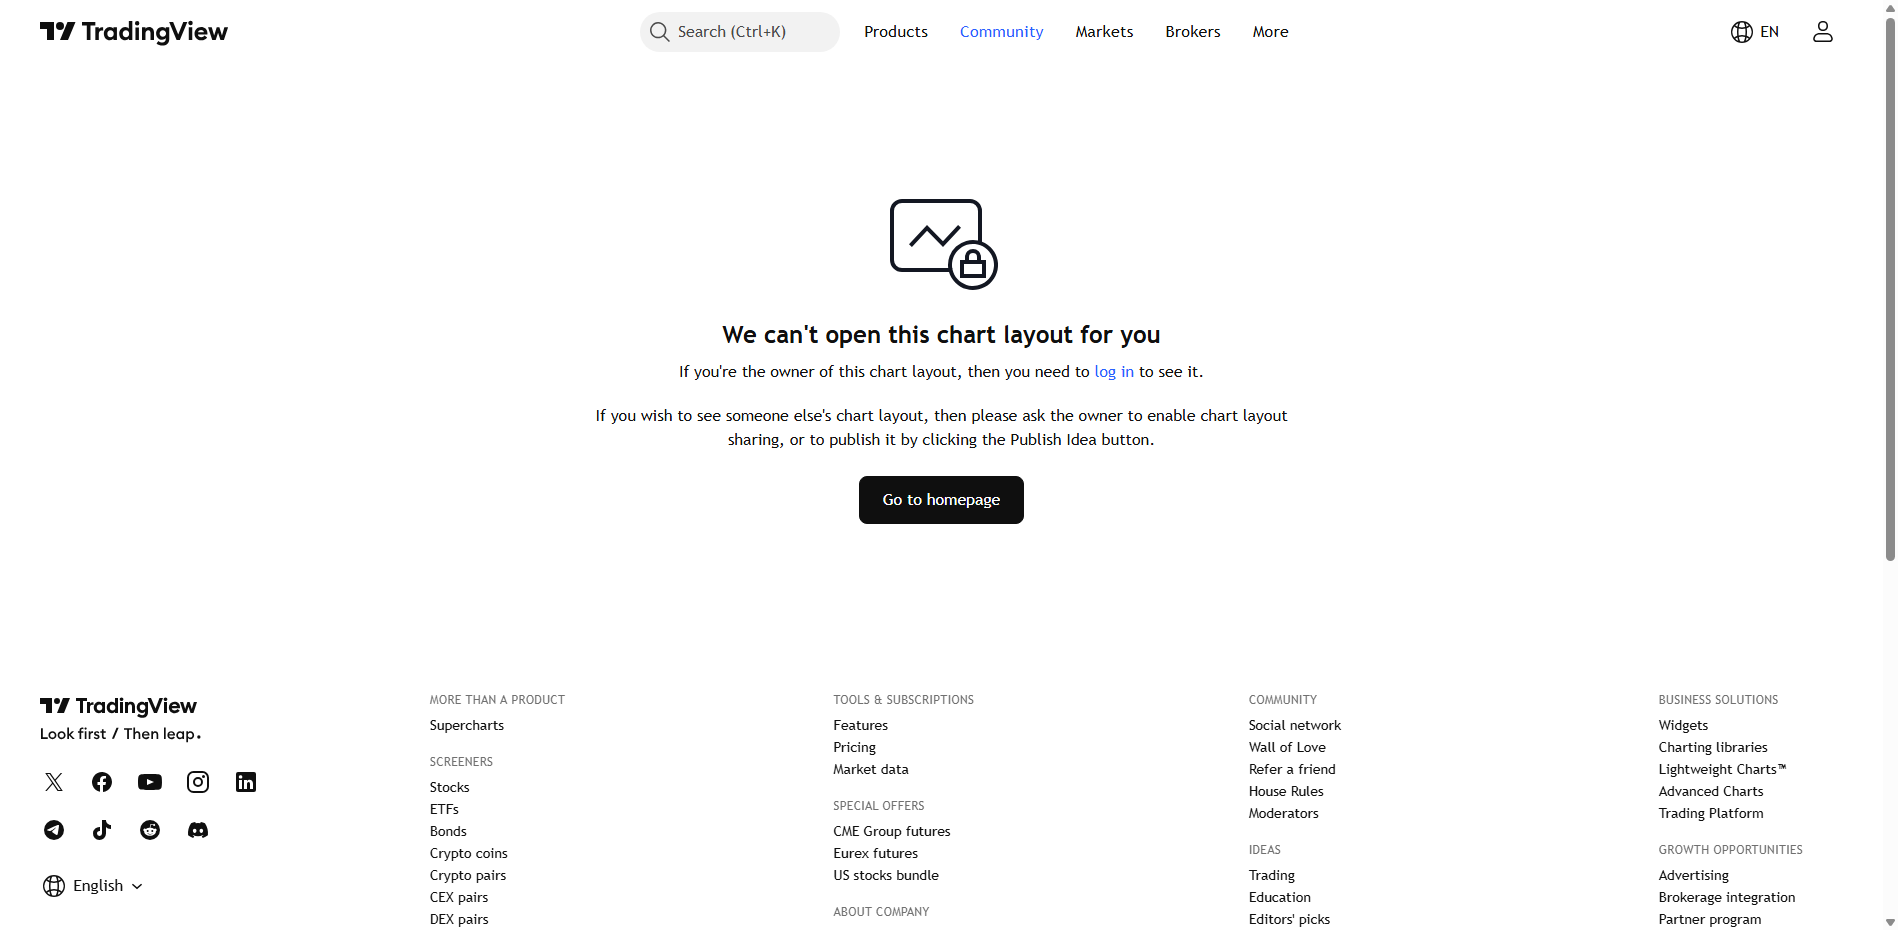 TradingView
Search (Ctrl+K)
Products
Community
Markets
Brokers
More
EN
We can't open this chart layout for you
If you're the owner of this chart layout, then you need to log in to see it.
If you wish to see someone else's chart layout, then please ask the owner to enable chart layout
sharing, or to publish it by clicking the Publish Idea button.
Go to homepage
TradingView
Look first / Then leap.
English
MORE THAN A PRODUCT
Supercharts
SCREENERS
Stocks
ETFs
Bonds
Crypto coins
Crypto pairs
CEX pairs
DEX pairs
TOOLS & SUBSCRIPTIONS
Features
Pricing
Market data
SPECIAL OFFERS
CME Group futures
Eurex futures
US stocks bundle
ABOUT COMPANY
COMMUNITY
Social network
Wall of Love
Refer a friend
House Rules
Moderators
IDEAS
Trading
Education
Editors' picks
BUSINESS SOLUTIONS
Widgets
Charting libraries
Lightweight Charts™
Advanced Charts
Trading Platform
GROWTH OPPORTUNITIES
Advertising
Brokerage integration
Partner program